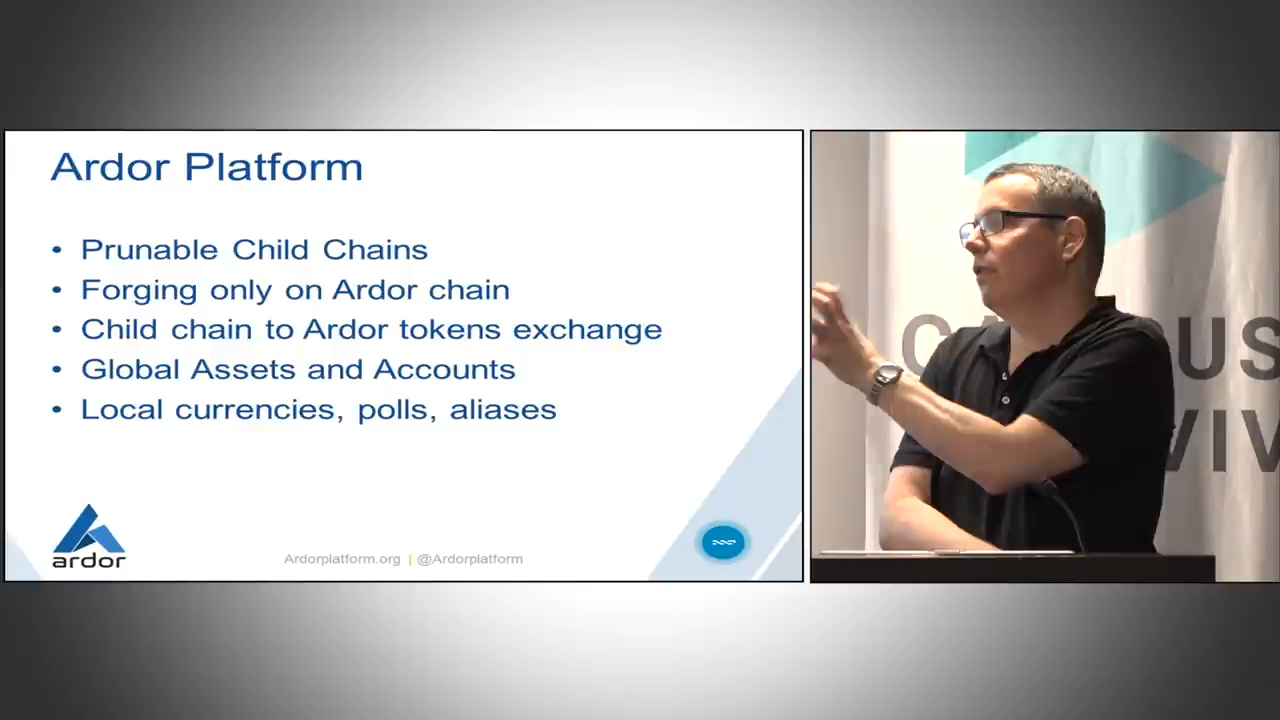 Ardor Platform
• Prunable Child Chains
• Forging only on Ardor chain
• Child chain to Ardor tokens exchange
• Global Assets and Accounts
• Local currencies, polls, aliases
ardor
Ardorplatform.org | @Ardorplatform